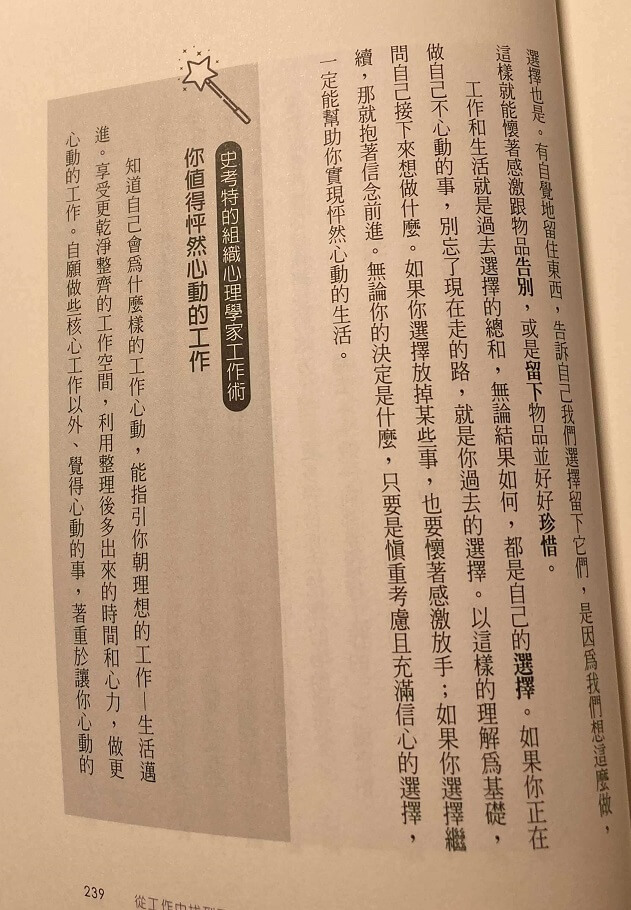 選擇也是。有自覺地留住東西，告訴自己我們選擇留下它們，是因為我們想這麼做，
這樣就能懷著感激跟物品告別，或是留下物品並好好珍惜。
工作和生活就是過去選擇的總和，無論結果如何，都是自己的選擇。如果你正在
做自己不心動的事，別忘了現在走的路，就是你過去的選擇。以這樣的理解為基礎，
問自己接下來想做什麼。如果你選擇放掉某些事，也要懷著感激放手；如果你選擇繼
續，那就抱著信念前進。無論你的決定是什麼，只要是慎重考慮且充滿信心的選擇，
一定能幫助你實現怦然心動的生活。
史考特的組織心理學家工作術
你值得怦然心動的工作
知道自己會為什麼樣的工作心動，能指引你朝理想的工作—生活邁
進。享受更乾淨整齊的工作空間，利用整理後多出來的時間和心力，做更
心動的工作。自願做些核心工作以外、覺得心動的事，著重於讓你心動的
239
從工作中找到